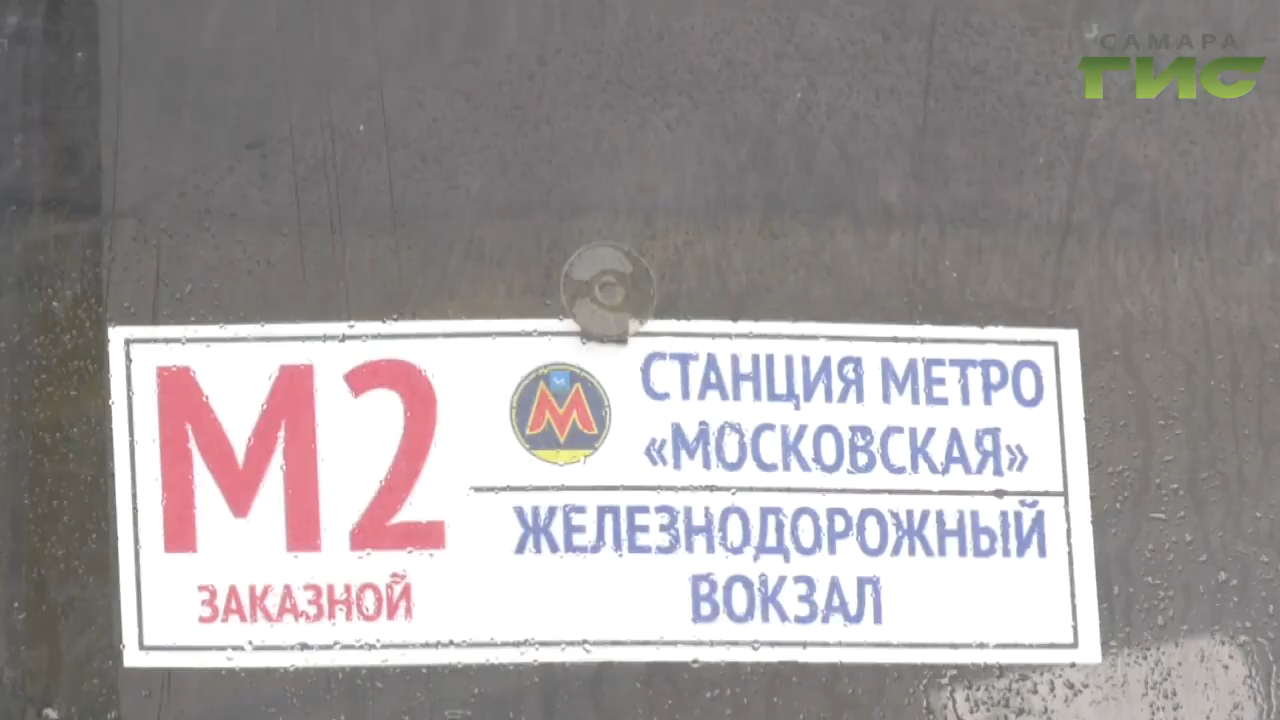 САМАРА
ГИС
М2
ЗАКАЗНОЙ
СТАНЦИЯ МЕТРО
«МОСКОВСКАЯ»
ЖЕЛЕЗНОДОРОЖНЫЙ
ВОКЗАЛ